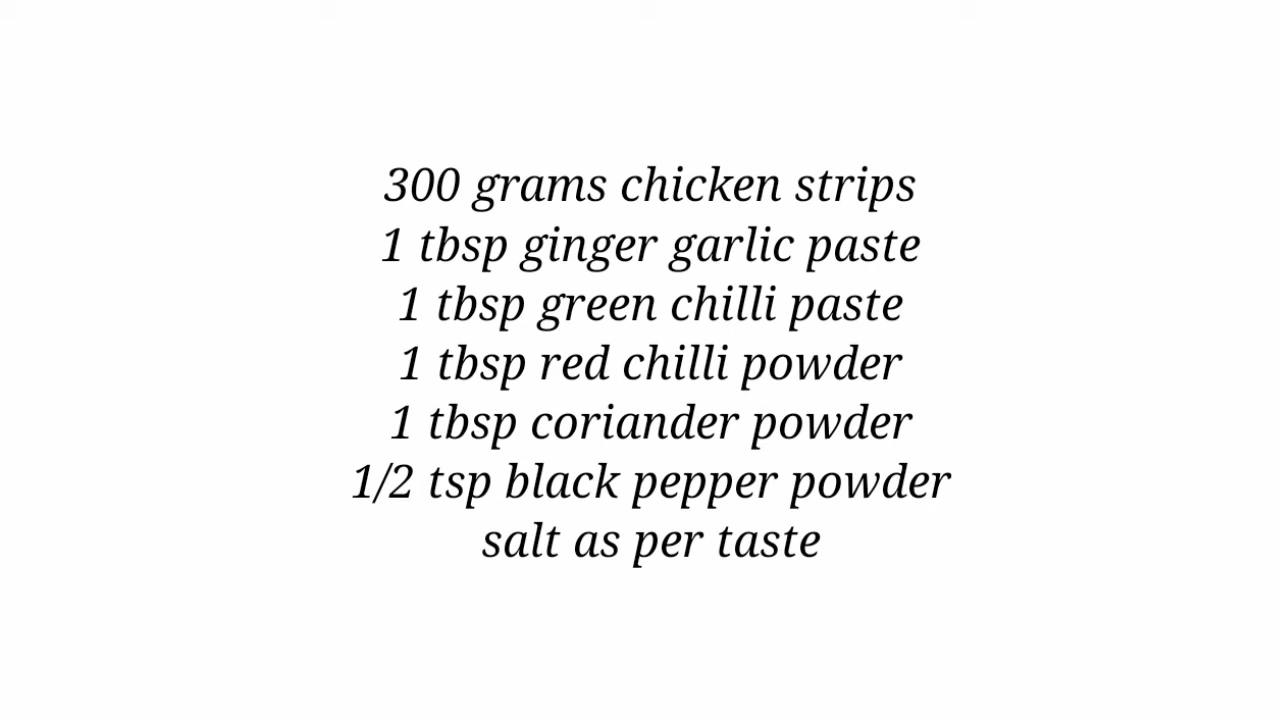 300 grams chicken strips
1 tbsp ginger garlic paste
1 tbsp green chilli paste
1 tbsp red chilli powder
1 tbsp coriander powder
1/2 tsp black pepper powder
salt as per taste